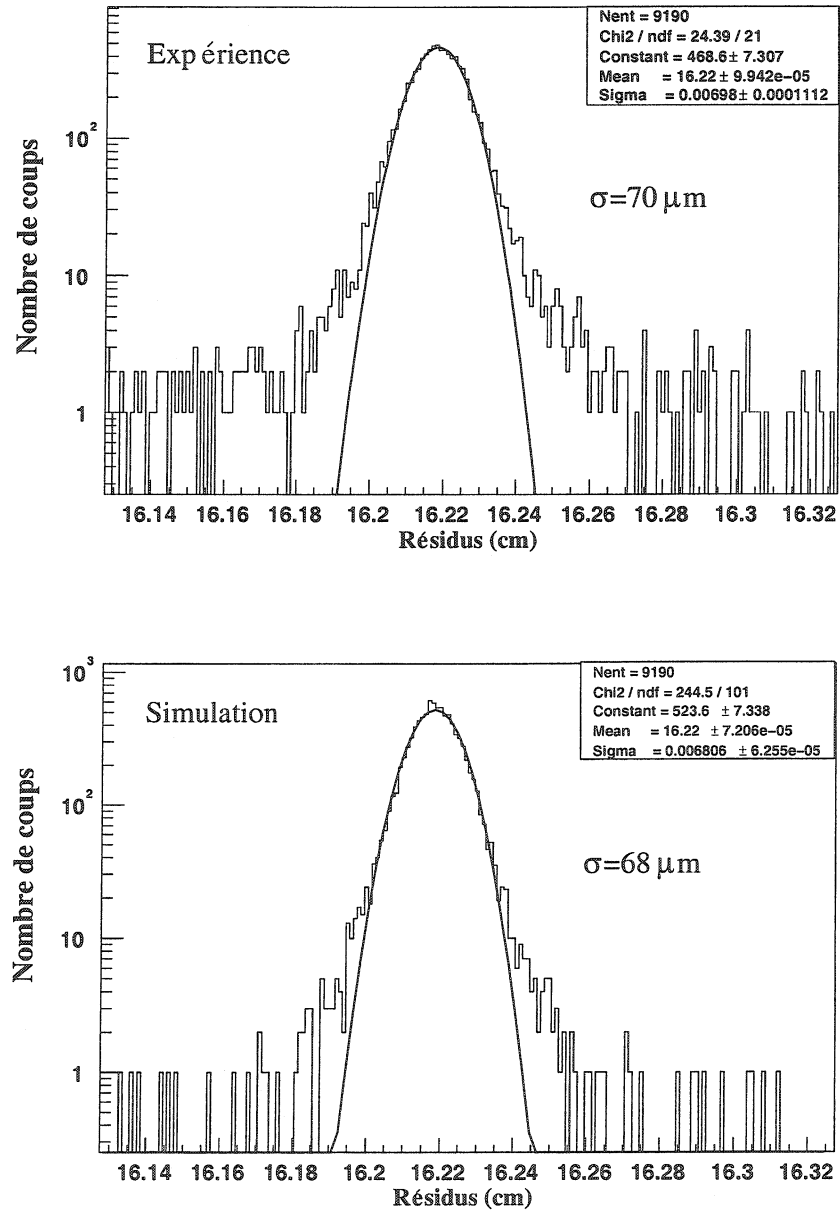 Nent = 9190
Chi2 / ndf = 24.39 / 21
Constant = 468.6 ± 7.307
Mean = 16.22 ± 9.942e−05
Sigma = 0.00698 ± 0.0001112
Exp érience
σ=70 μm
Nombre de coups
10²
10
1
16.14 16.16 16.18 16.2 16.22 16.24 16.26 16.28 16.3 16.32
Résidus (cm)
Nent = 9190
Chi2 / ndf = 244.5 / 101
Constant = 523.6 ± 7.338
Mean = 16.22 ± 7.206e−05
Sigma = 0.006806 ± 6.255e−05
Simulation
σ=68 μm
Nombre de coups
10³
10²
10
1
16.14 16.16 16.18 16.2 16.22 16.24 16.26 16.28 16.3 16.32
Résidus (cm)